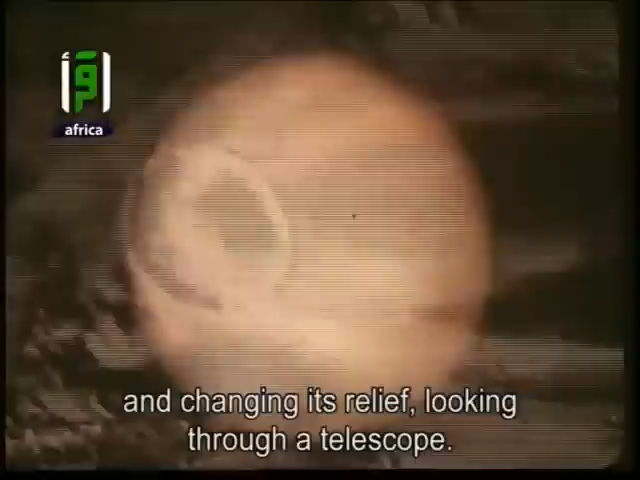 اقرأ
africa
and changing its relief, looking
through a telescope.